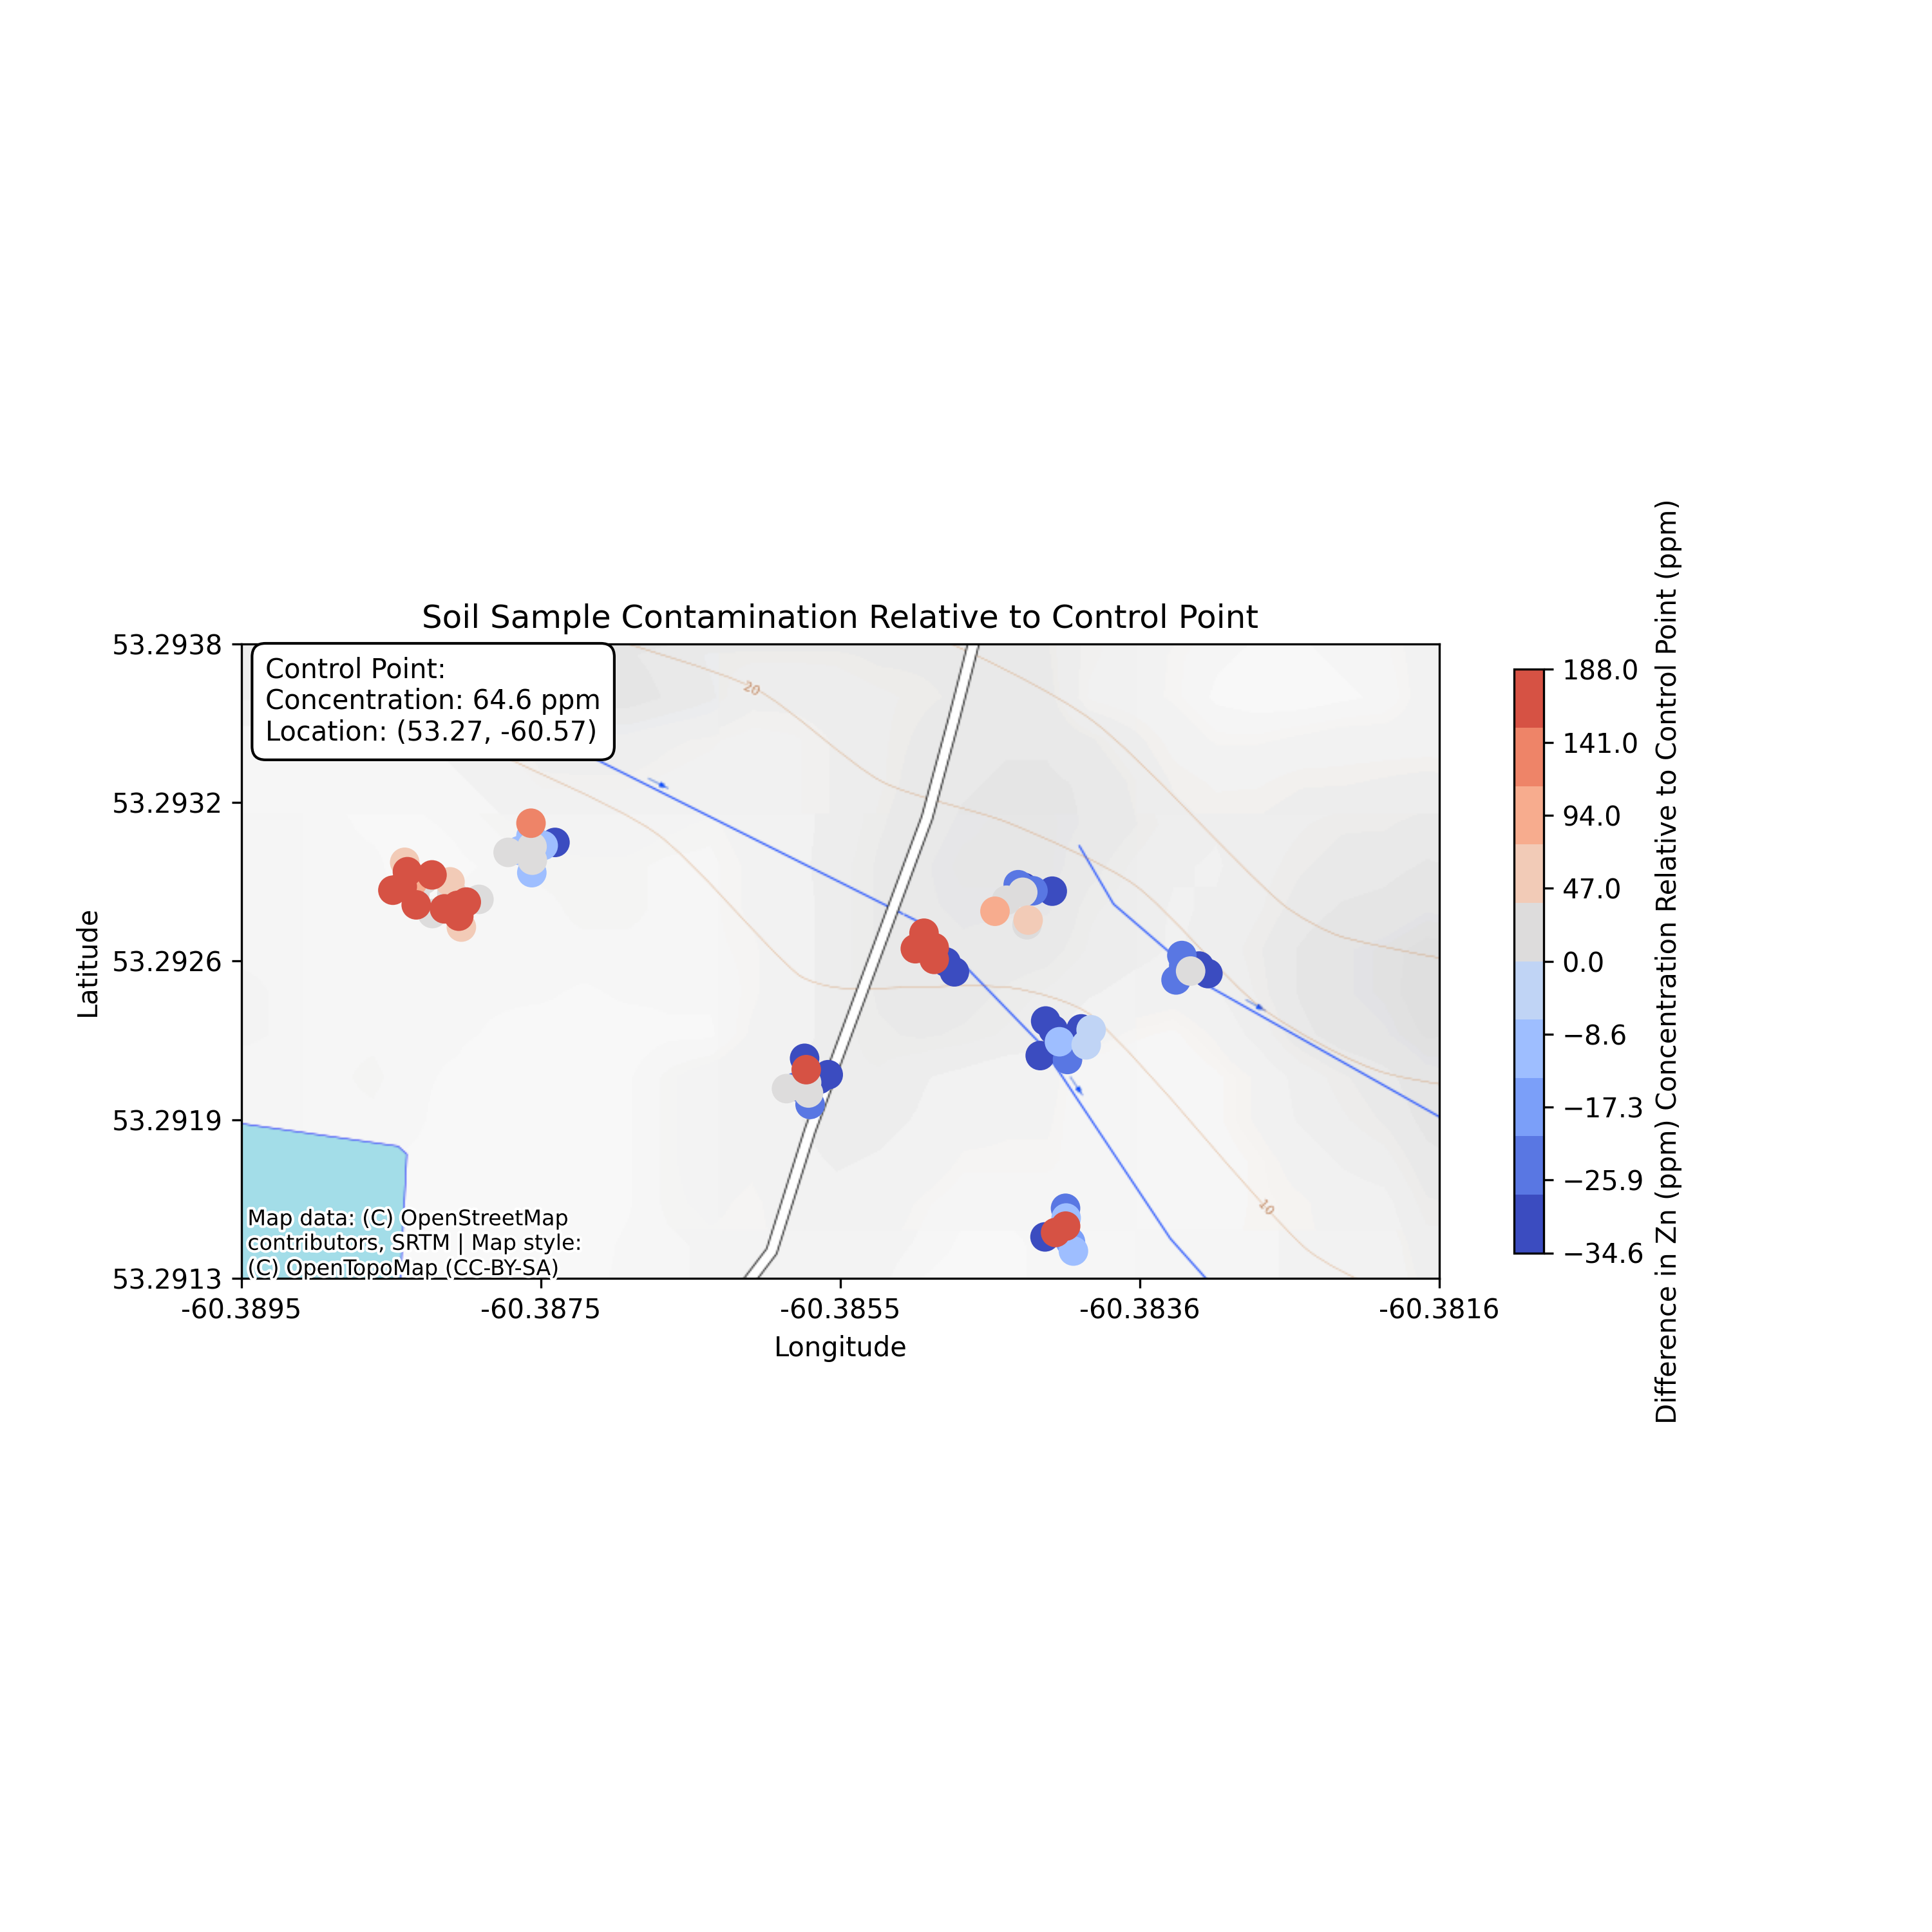 Soil Sample Contamination Relative to Control Point
53.2938
53.2932
53.2926
53.2919
53.2913
Latitude
Control Point:
Concentration: 64.6 ppm
Location: (53.27, -60.57)
20
10
Map data: (C) OpenStreetMap
contributors, SRTM | Map style:
(C) OpenTopoMap (CC-BY-SA)
-60.3895
-60.3875
-60.3855
-60.3836
-60.3816
Longitude
188.0
141.0
94.0
47.0
0.0
−8.6
−17.3
−25.9
−34.6
Difference in Zn (ppm) Concentration Relative to Control Point (ppm)